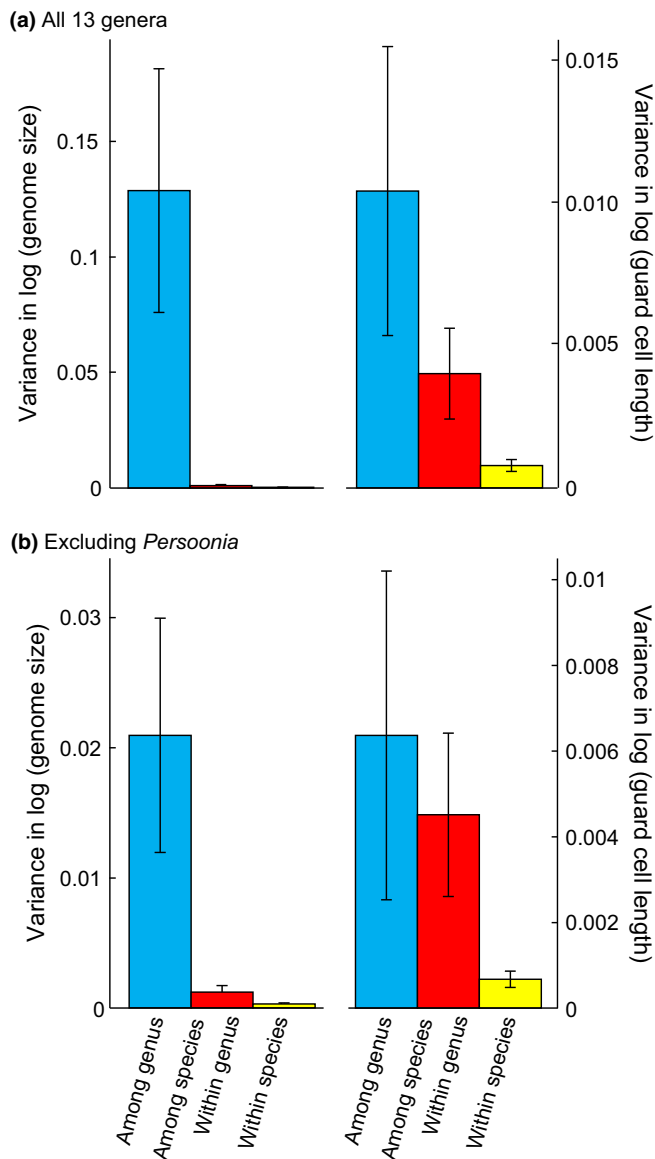 (a) All 13 genera
Variance in log (genome size)
0.15
0.1
0.05
0
0.015
0.010
0.005
0
Variance in log (guard cell
length)
(b) Excluding Persoonia
Variance in log (genome size)
0.03
0.02
0.01
0
0.01
0.008
0.006
0.004
0.002
0
Variance in log (guard cell
length)
Among genus
Among species
Within genus
Within species
Among genus
Among species
Within genus
Within species